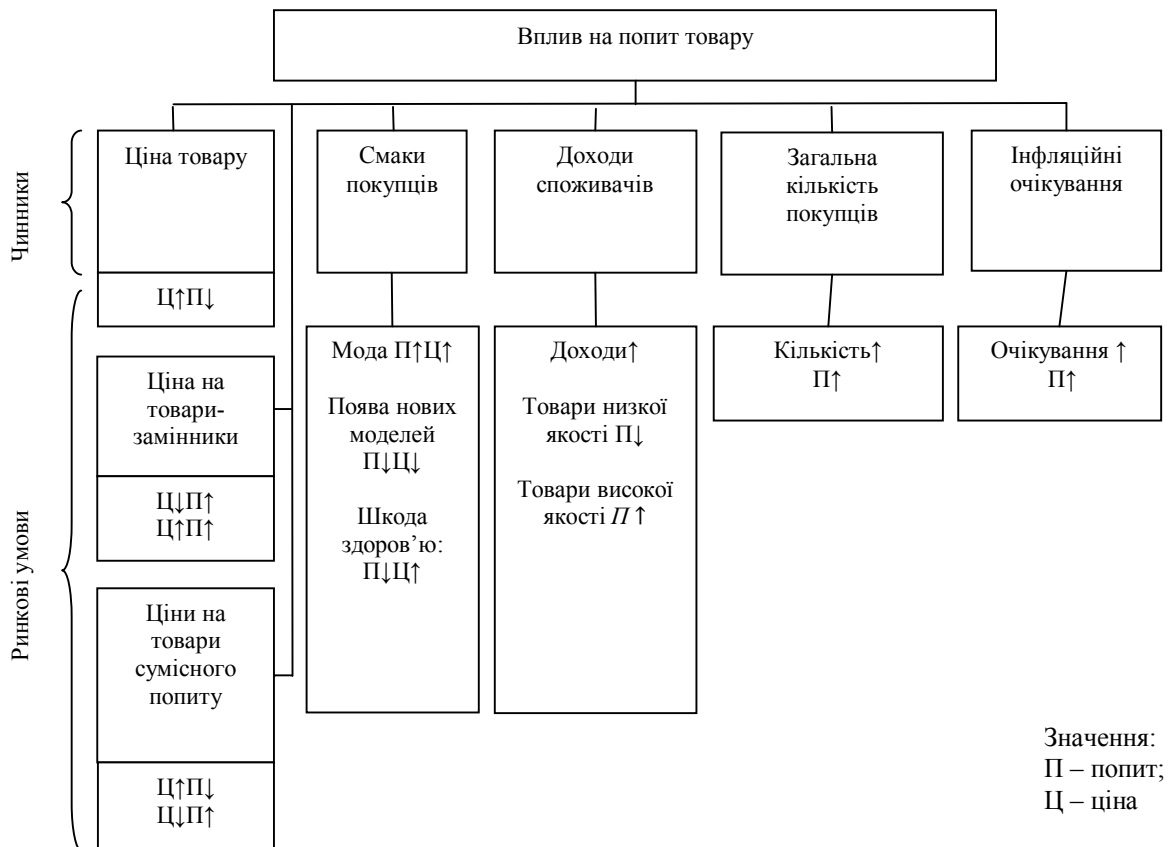 Вплив на попит товару
Чинники
Ринкові умови
Ціна товару
Ц↑П↓
Ціна на
товари-
замінники
Ц↓П↑
Ц↑П↑
Ціни на
товари
сумісного
попиту
Ц↑П↓
Ц↓П↑
Смаки
покупців
Мода П↑Ц↑
Поява нових
моделей
П↓Ц↓
Шкода
здоров’ю:
П↓Ц↑
Доходи
споживачів
Доходи↑
Товари низкої
якості П↓
Товари високої
якості П ↑
Загальна
кількість
покупців
Кількість↑
П↑
Інфляційні
очікування
Очікування ↑
П↑
Значення:
П – попит;
Ц – ціна